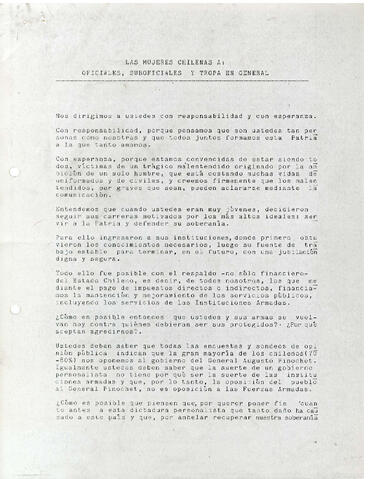 LAS MUJERES CHILENAS A:
OFICIALES, SUBOFICIALES Y TROPA EN GENERAL
Nos dirigimos a ustedes con responsabilidad y con esperanza.
Con responsabilidad, porque pensamos que son ustedes tan per
sonas como nosotras y que todos juntos formamos esta Patria
a la que tanto amamos.
Con esperanza, porque estamos convencidas de estar siendo to
dos, víctimas de un trágico malentendido originado por la am
bición de un solo hombre, que está costando muchas vidas de
uniformados y de civiles, y creemos firmemente que los malen
tendidos, por graves que sean, pueden aclararse mediante la
comunicación.
Entendemos que cuando ustedes eran muy jóvenes, decidieron
seguir sus carreras motivados por los más altos ideales: ser
vir a la Patria y defender su soberanía.
Para ello ingresaron a sus instituciones, donde primero estu
vieron los conocimientos necesarios, luego su fuente de tra
bajo estable para terminar, en el futuro, con una jubilación
digna y segura.
Todo ello fue posible con el respaldo -no sólo financiero-
del Estado Chileno, es decir, de todos nosotros, los que me
diante el pago de impuestos directos o indirectos, financia-
mos la mantención y mejoramiento de los servicios públicos,
incluyendo los servicios de las Instituciones Armadas.
¿Cómo es posible entonces que ustedes y sus armas se vuel-
van hoy contra quiénes debieran ser sus protegidos? ¿Por qué
aceptan agredirnos?
Ustedes deben saber que todas las encuestas y sondeos de opi
nión pública indican que la gran mayoría de los chilenos(70
-80%) nos oponemos al gobierno del General Augusto Pinochet.
Igualmente ustedes deben saber que la suerte de un gobierno
personalista no tiene por qué ser la suerte de las institu
ciones armadas y que, por lo tanto, la oposición del pueblo
al General Pinochet, no es oposición a las Fuerzas Armadas.
¿Cómo es posible que piensen que, por querer poner fin cuan
to antes a esta dictadura personalista que tanto daño ha cau
sado a este país y que, por anhelar recuperar nuestra soberanía